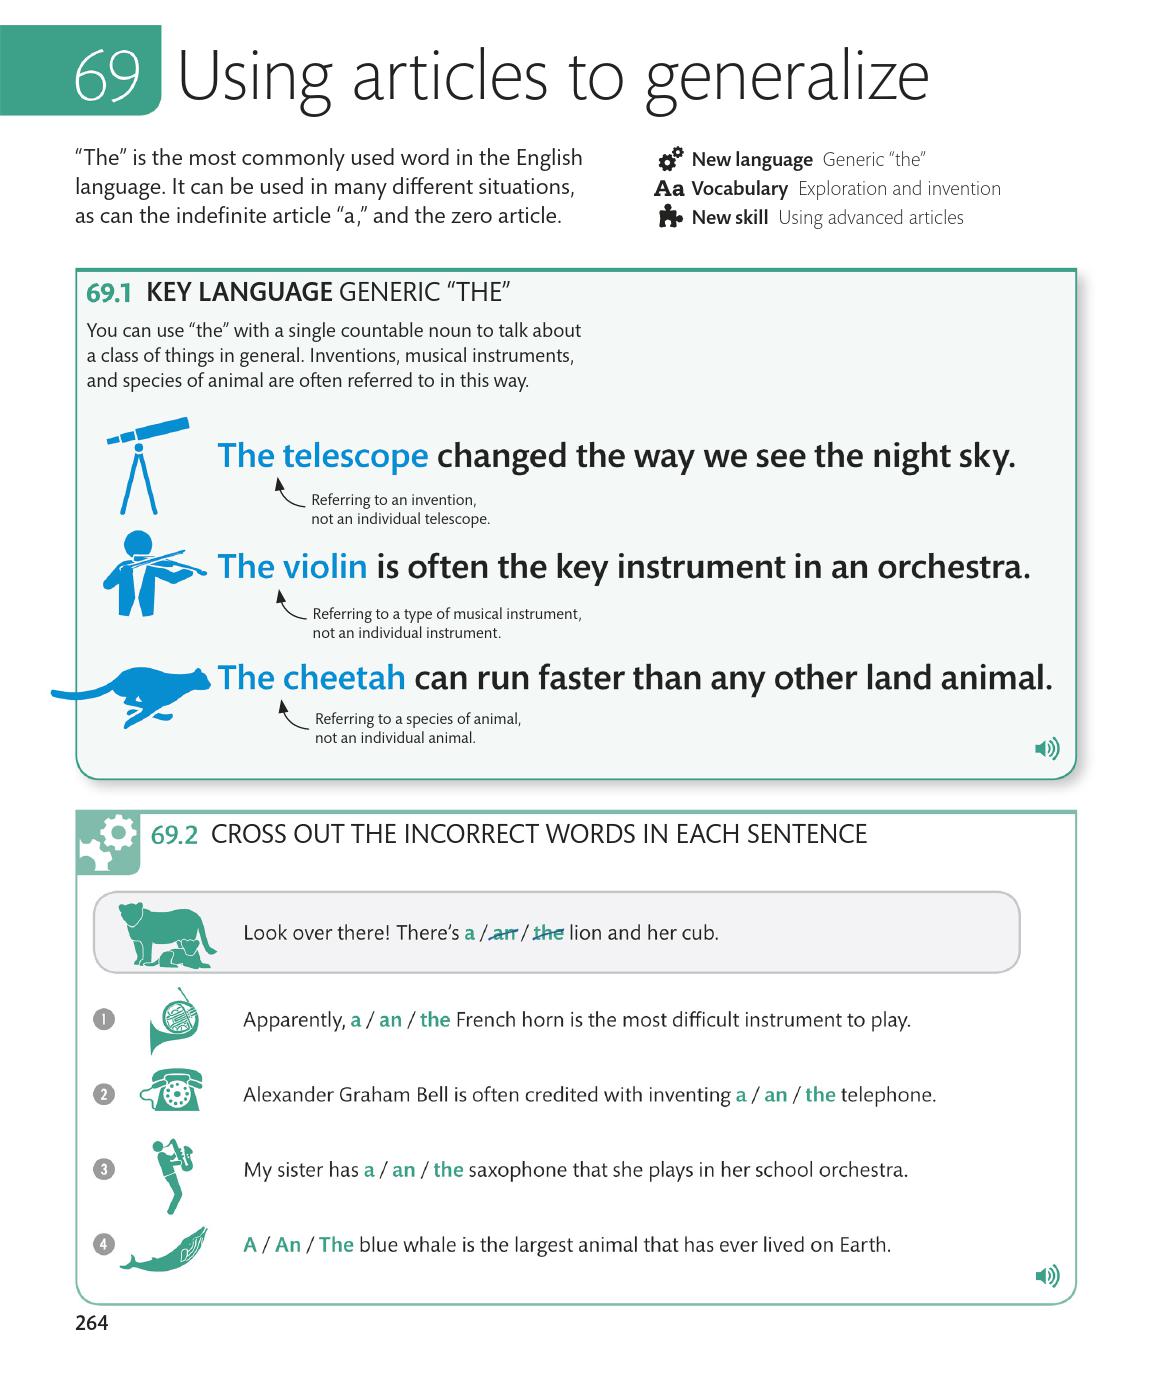 69 Using articles to generalize
“The” is the most commonly used word in the English
language. It can be used in many different situations,
as can the indefinite article “a,” and the zero article.
New language Generic “the”
Aa Vocabulary Exploration and invention
New skill Using advanced articles
69.1 KEY LANGUAGE GENERIC “THE”
You can use “the” with a single countable noun to talk about
a class of things in general. Inventions, musical instruments,
and species of animal are often referred to in this way.
The telescope changed the way we see the night sky.
Referring to an invention,
not an individual telescope.
The violin is often the key instrument in an orchestra.
Referring to a type of musical instrument,
not an individual instrument.
The cheetah can run faster than any other land animal.
Referring to a species of animal,
not an individual animal.
69.2 CROSS OUT THE INCORRECT WORDS IN EACH SENTENCE
Look over there! There’s a / an / the lion and her cub.
1 Apparently, a / an / the French horn is the most difficult instrument to play.
2 Alexander Graham Bell is often credited with inventing a / an / the telephone.
3 My sister has a / an / the saxophone that she plays in her school orchestra.
4 A / An / The blue whale is the largest animal that has ever lived on Earth.
264